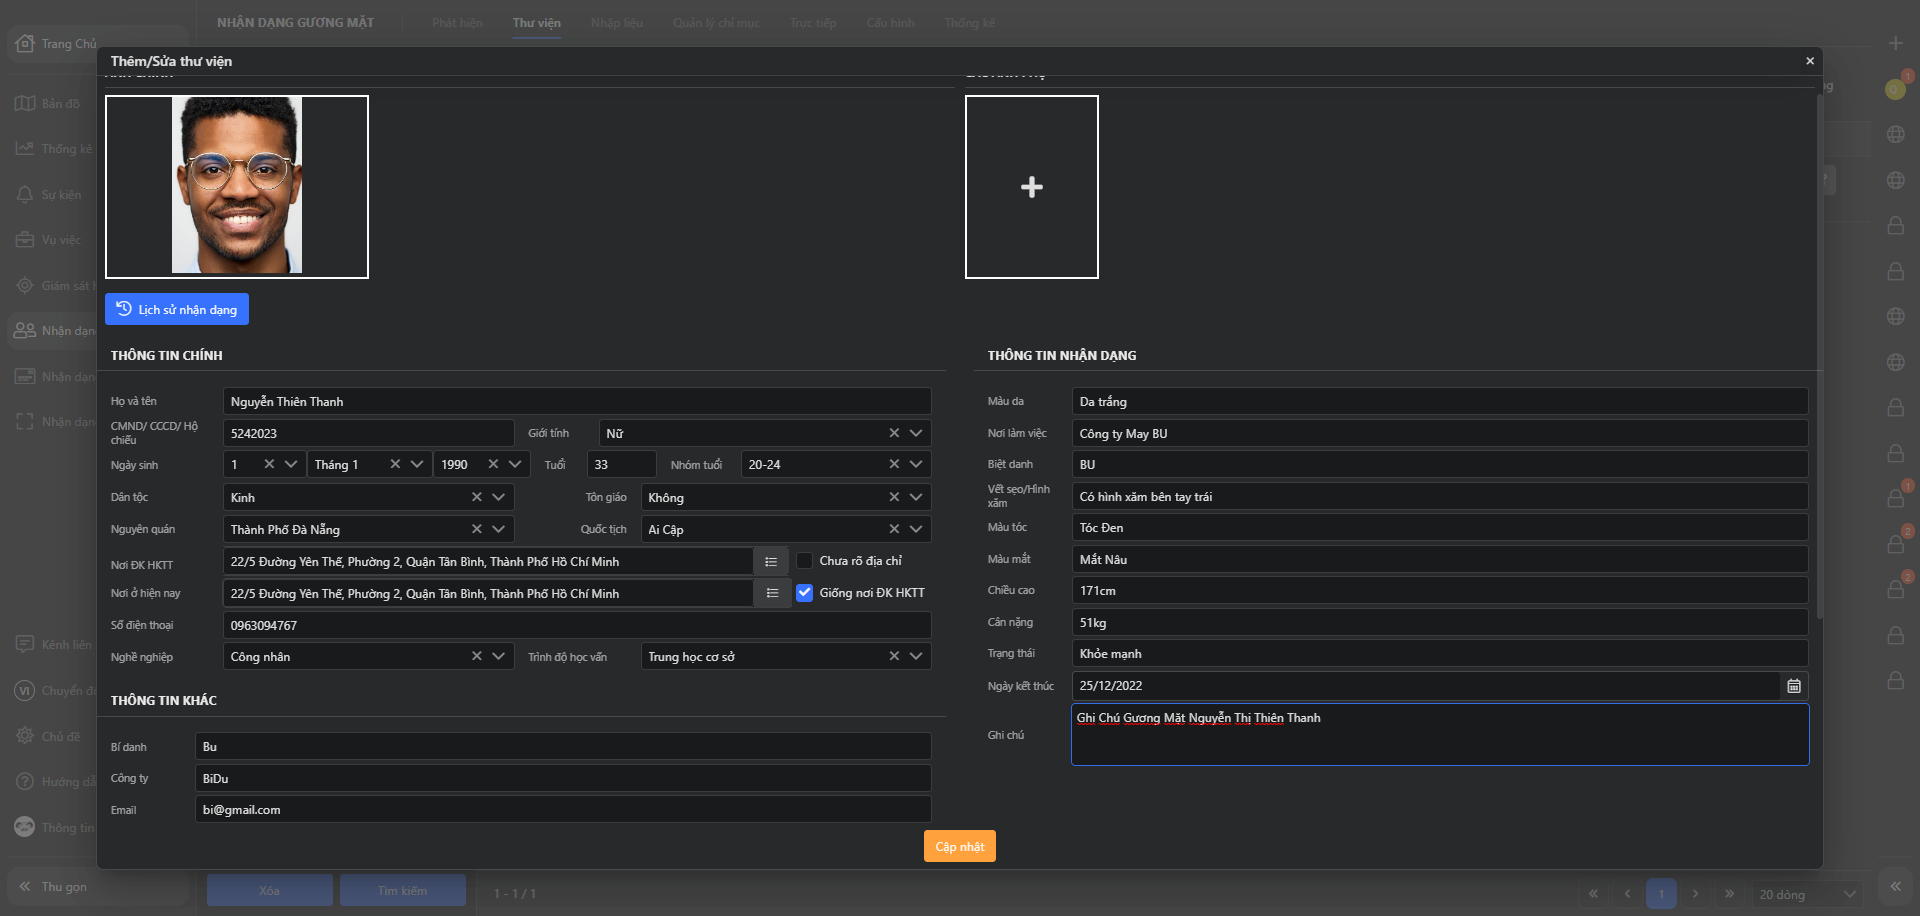 NHẬN DẠNG GƯƠNG MẶT
Phát hiện
Thư viện
Nhập liệu
Quản lý chỉ mục
Trực tiếp
Cấu hình
Thống kê
Trang Chủ
Bản đồ
Thống kê
Sự kiện
Vụ việc
Giám sát
Nhận dạng
Nhận dạng
Nhận dạng
Kênh liên
VI
Chuyển
Chủ đề
Hướng dẫ
Thông tin
Thu gọn
Thêm/Sửa thư viện
Lịch sử nhận dạng
THÔNG TIN CHÍNH
Họ và tên
Nguyễn Thiên Thanh
CMND/ CCCD/ Hộ
chiếu
5242023
Giới tính
Nữ
Ngày sinh
1
Tháng 1
1990
Tuổi
33
Nhóm tuổi
20-24
Dân tộc
Kinh
Tôn giáo
Không
Nguyên quán
Thành Phố Đà Nẵng
Quốc tịch
Ai Cập
Nơi ĐK HKTT
22/5 Đường Yên Thế, Phường 2, Quận Tân Bình, Thành Phố Hồ Chí Minh
Chưa rõ địa chỉ
Nơi ở hiện nay
22/5 Đường Yên Thế, Phường 2, Quận Tân Bình, Thành Phố Hồ Chí Minh
Giống nơi ĐK HKTT
Số điện thoại
0963094767
Nghề nghiệp
Công nhân
Trình độ học vấn
Trung học cơ sở
THÔNG TIN KHÁC
Bí danh
Bu
Công ty
BiDu
Email
bi@gmail.com
THÔNG TIN NHẬN DẠNG
Màu da
Da trắng
Nơi làm việc
Công ty May BU
Biệt danh
BU
Vết sẹo/Hình
xăm
Có hình xăm bên tay trái
Màu tóc
Tóc Đen
Màu mắt
Mắt Nâu
Chiều cao
171cm
Cân nặng
51kg
Trạng thái
Khỏe mạnh
Ngày kết thúc
25/12/2022
Ghi chú
Ghi Chú Gương Mặt Nguyễn Thị Thiên Thanh
Cập nhật
Xóa
Tìm kiếm
1 - 1 / 1
1
20 dòng
1
1
2
2